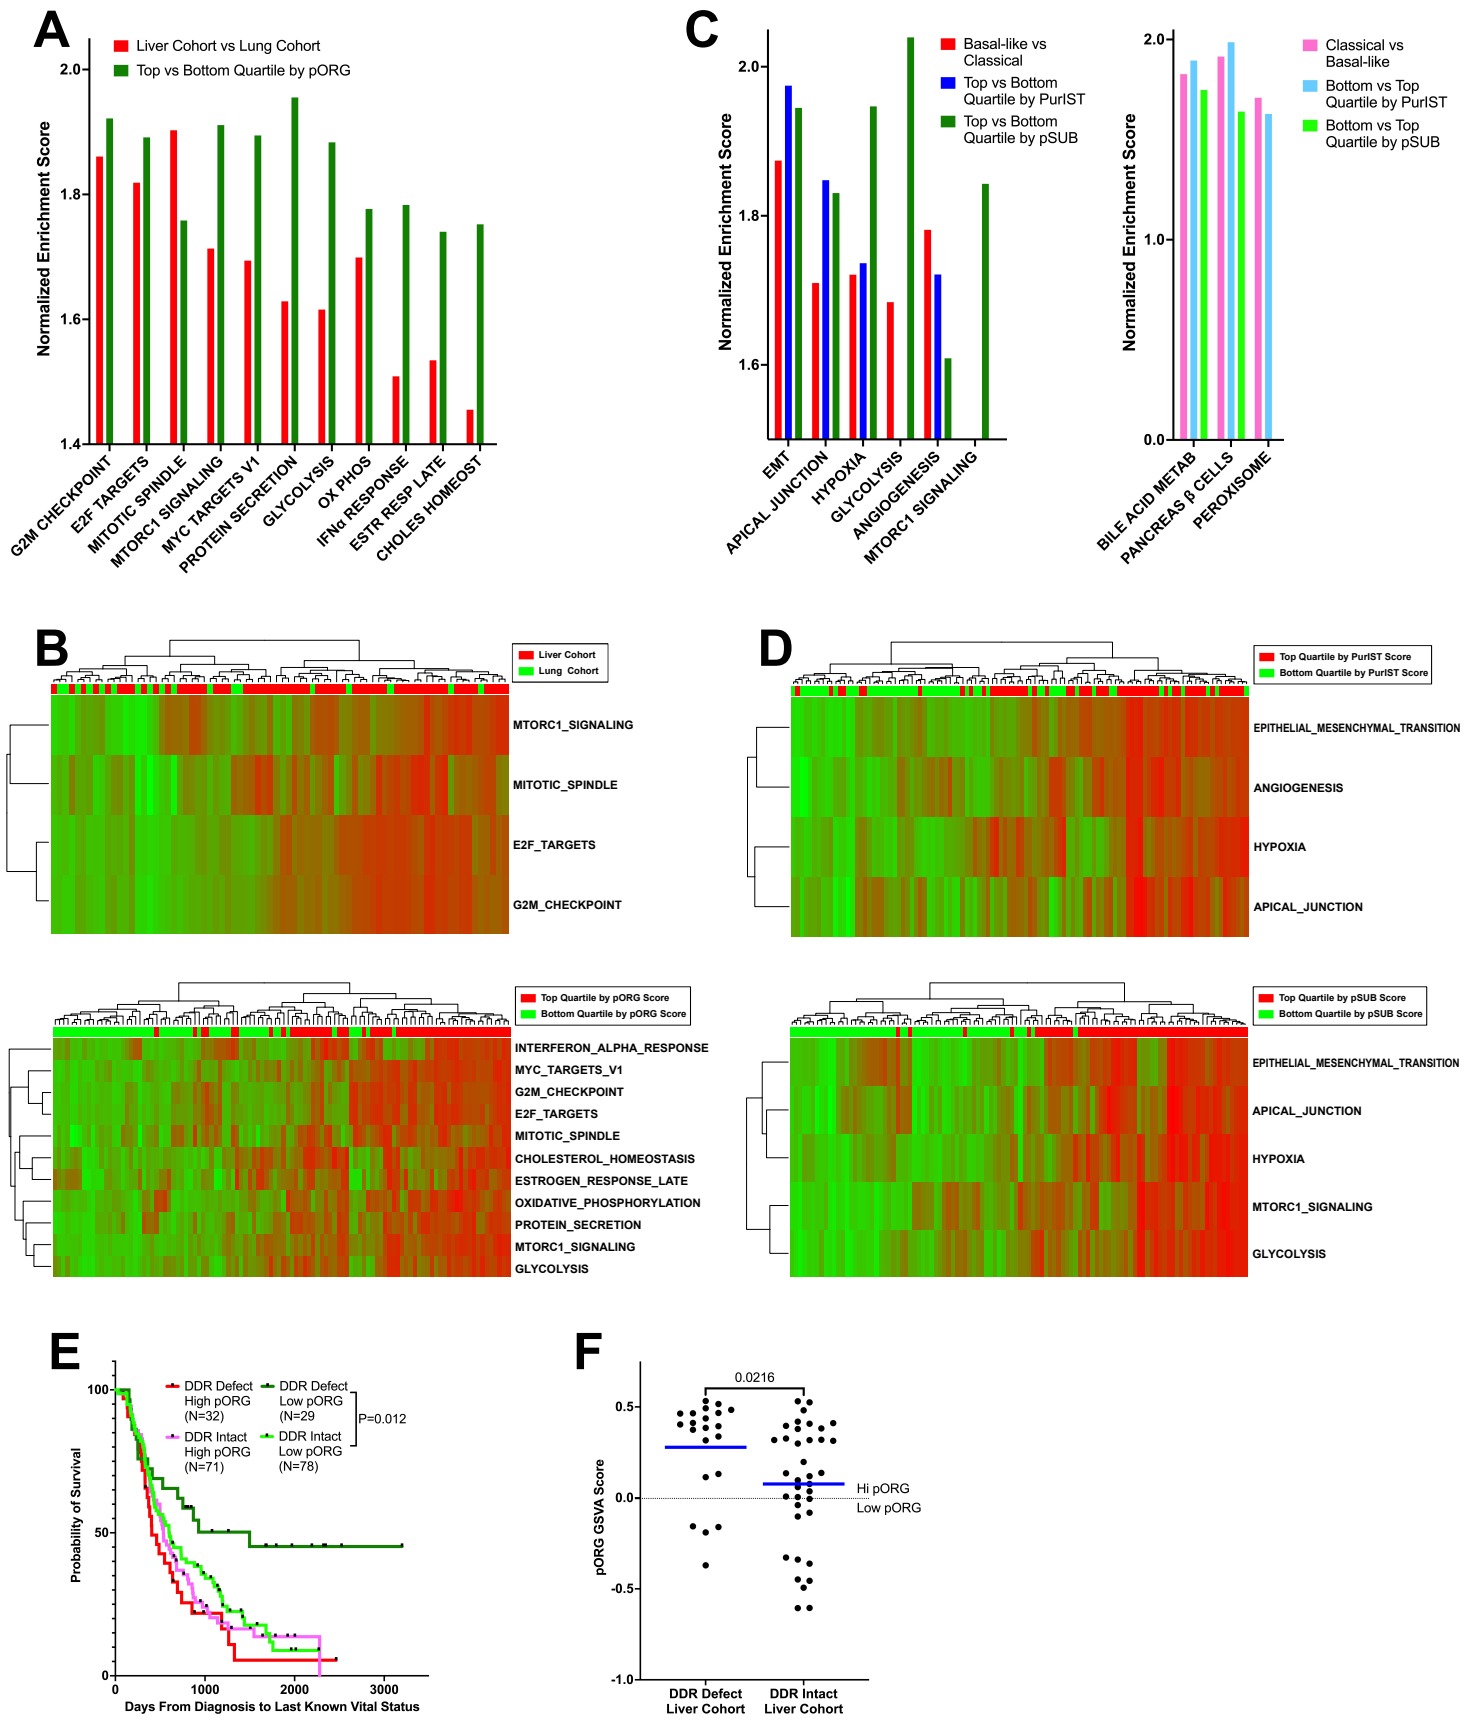 A
Liver Cohort vs Lung Cohort
Top vs Bottom Quartile by pORG
Normalized Enrichment Score
2.0
1.8
1.6
1.4
G2M CHECKPOINT
E2F TARGETS
MITOTIC SPINDLE
MTORC1 SIGNALING
MYC TARGETS V1
PROTEIN SECRETION
GLYCOLYSIS
OX PHOS
IFNα RESPONSE
ESTR RESP LATE
CHOLES HOMEOST
C
Basal-like vs
Classical
Top vs Bottom
Quartile by PurIST
Top vs Bottom
Quartile by pSUB
Normalized Enrichment Score
2.0
1.8
1.6
EMT
APICAL JUNCTION
HYPOXIA
GLYCOLYSIS
ANGIOGENESIS
MTORC1 SIGNALING
Classical vs
Basal-like
Bottom vs Top
Quartile by PurIST
Bottom vs Top
Quartile by pSUB
Normalized Enrichment Score
2.0
1.0
0.0
BILE ACID METAB
PANCREAS β CELLS
PEROXISOME
B
Liver Cohort
Lung Cohort
MTORC1_SIGNALING
MITOTIC_SPINDLE
E2F_TARGETS
G2M_CHECKPOINT
Top Quartile by pORG Score
Bottom Quartile by pORG Score
INTERFERON_ALPHA_RESPONSE
MYC_TARGETS_V1
G2M_CHECKPOINT
E2F_TARGETS
MITOTIC_SPINDLE
CHOLESTEROL_HOMEOSTASIS
ESTROGEN_RESPONSE_LATE
OXIDATIVE_PHOSPHORYLATION
PROTEIN_SECRETION
MTORC1_SIGNALING
GLYCOLYSIS
D
Top Quartile by PurIST Score
Bottom Quartile by PurIST Score
EPITHELIAL_MESENCHYMAL_TRANSITION
ANGIOGENESIS
HYPOXIA
APICAL_JUNCTION
Top Quartile by pSUB Score
Bottom Quartile by pSUB Score
EPITHELIAL_MESENCHYMAL_TRANSITION
APICAL_JUNCTION
HYPOXIA
MTORC1_SIGNALING
GLYCOLYSIS
E
DDR Defect
High pORG
(N=32)
DDR Defect
Low pORG
(N=29
DDR Intact
High pORG
(N=71)
DDR Intact
Low pORG
(N=78)
P=0.012
Probability of Survival
100
50
0
0
1000
2000
3000
Days From Diagnosis to Last Known Vital Status
F
0.0216
pORG GSVA Score
0.5
0.0
-0.5
-1.0
Hi pORG
Low pORG
DDR Defect
Liver Cohort
DDR Intact
Liver Cohort